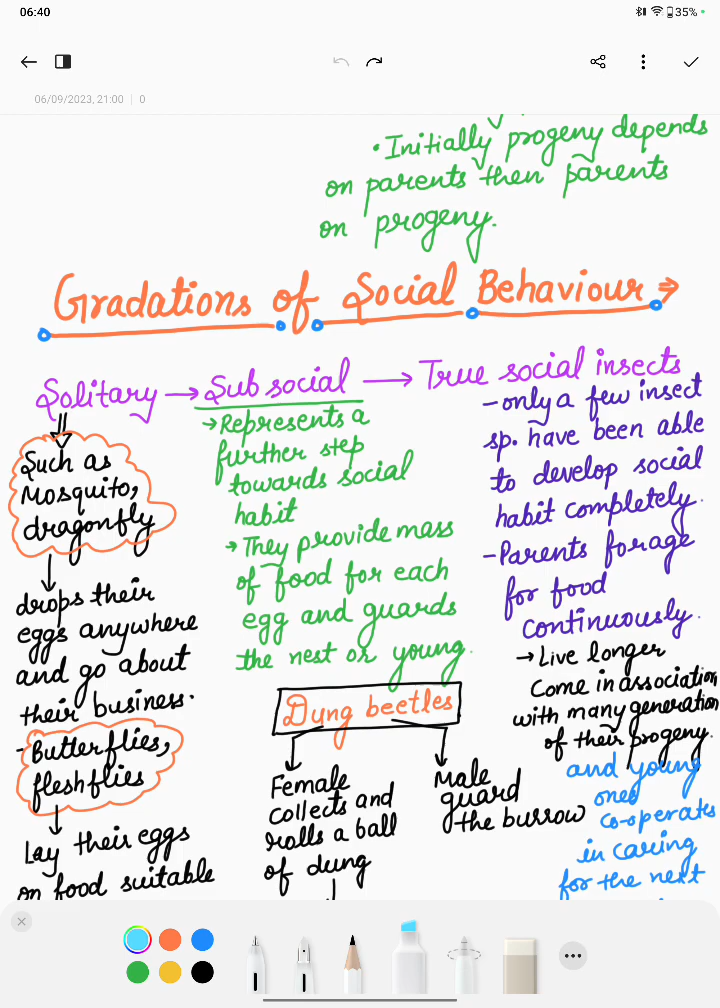 06:40
35%
06/09/2023, 21:00 | 0
• Initially progeny depends
on parents then parents
on progeny.
Gradations of Social Behaviour ⇒
Solitary → Sub social → True social insects
Such as
Mosquito,
dragonfly
drops their
eggs anywhere
and go about
their business.
- Butterflies,
flesh flies
Lay their eggs
on food suitable
→ Represents a
further step
towards social
habit
→ They provide mass
of food for each
egg and guards
the nest or young.
Dung beetles
Female
collects and
rolls a ball
of dung
Male
guard
the burrow
- only a few insect
sp. have been able
to develop social
habit completely.
- Parents forage
for food
continuously.
→ Live longer
Come in association
with many generation
of their progeny.
and young
ones
co-operates
in caring
for the next